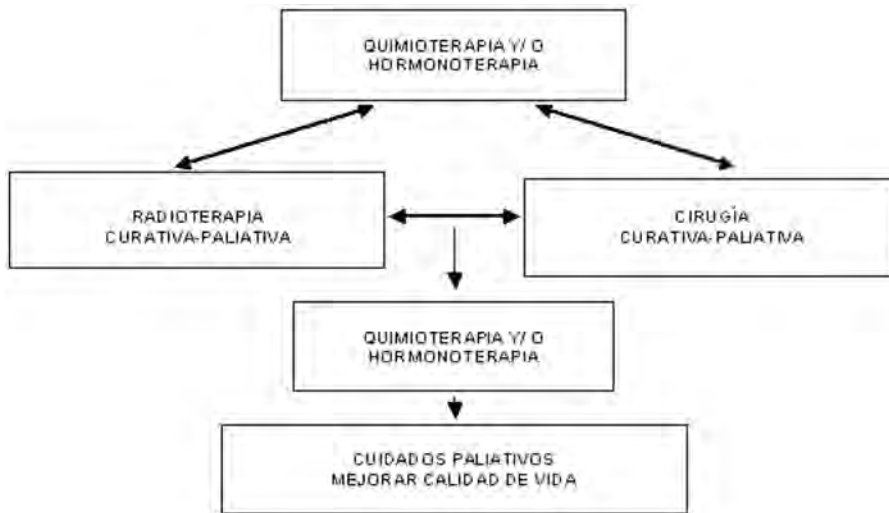 QUIMIOTERAPIA Y/ O
HORMONOTERAPIA
RADIOTERAPIA
CURATIVA-PALIATIVA
CIRUGÍA
CURATIVA-PALIATIVA
QUIMIOTERAPIA Y/ O
HORMONOTERAPIA
CUIDADOS PALIATIVOS
MEJORAR CALIDAD DE VIDA